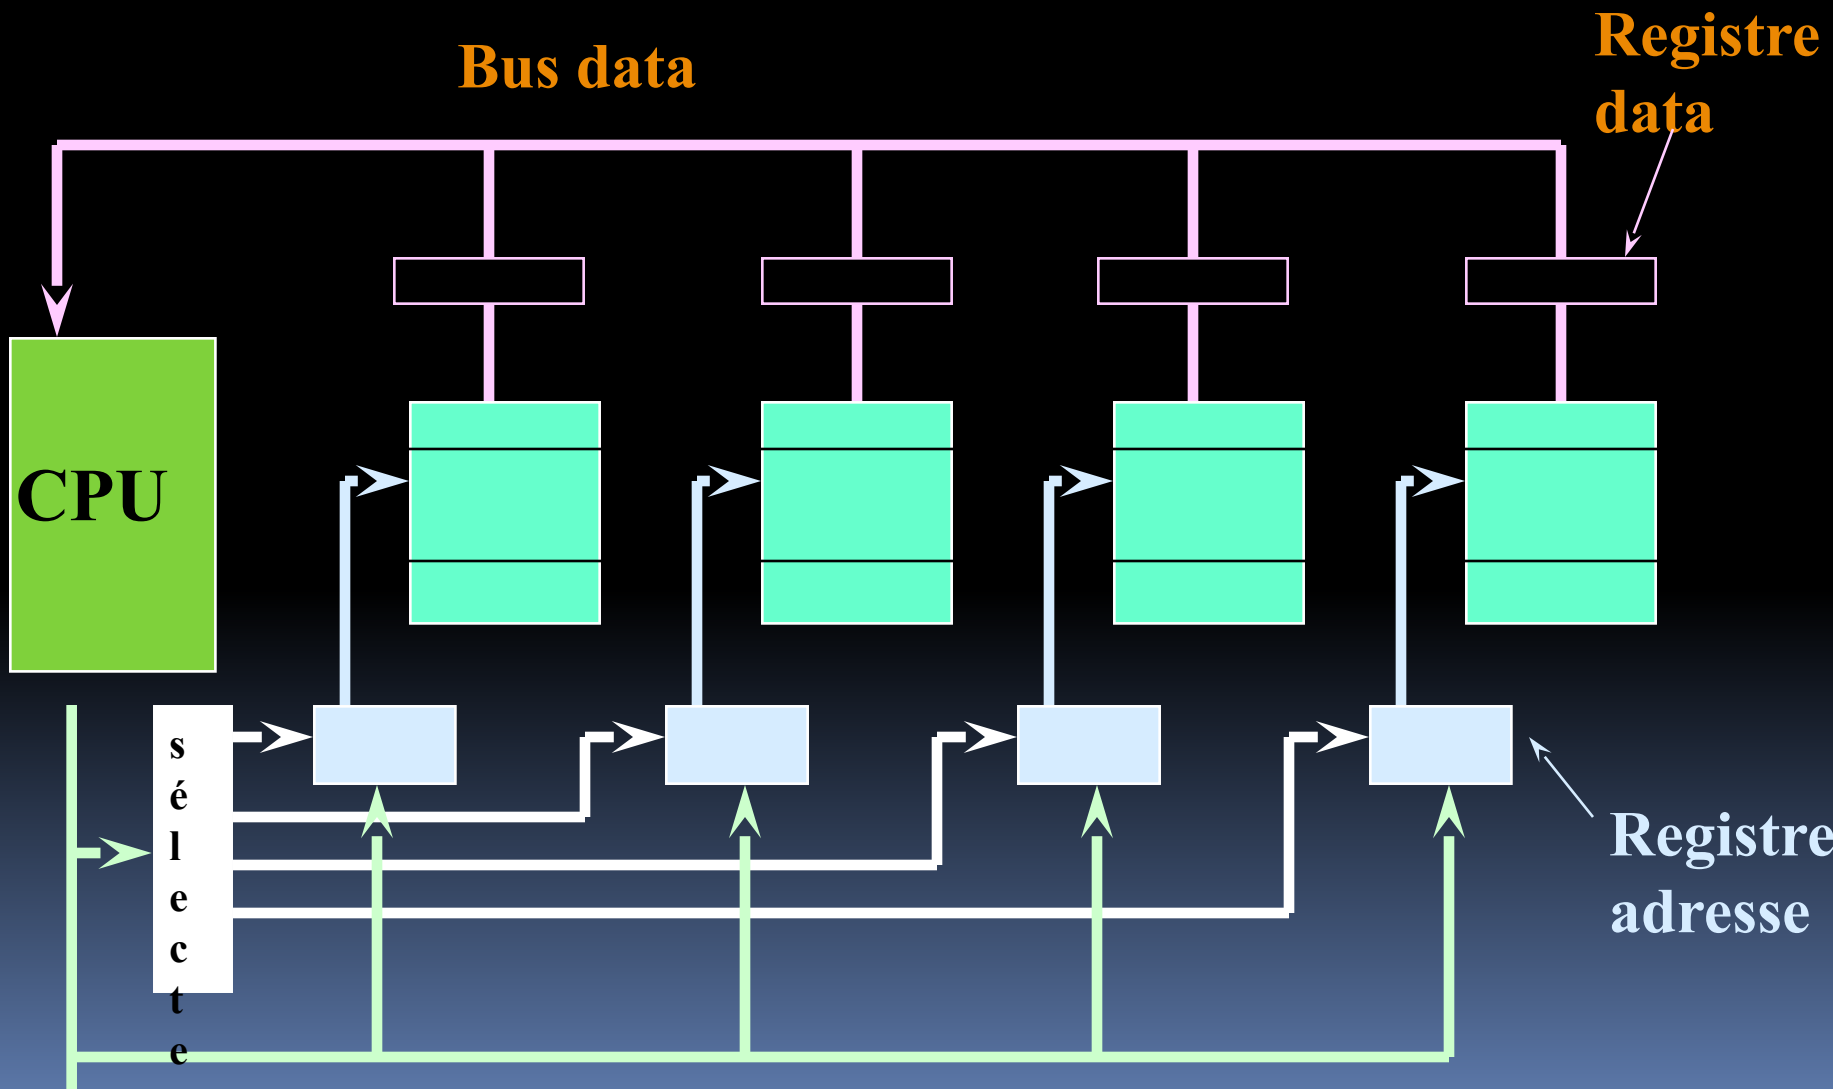 Bus data
Registre
data
CPU
s
é
l
e
c
t
e
Registre
adresse